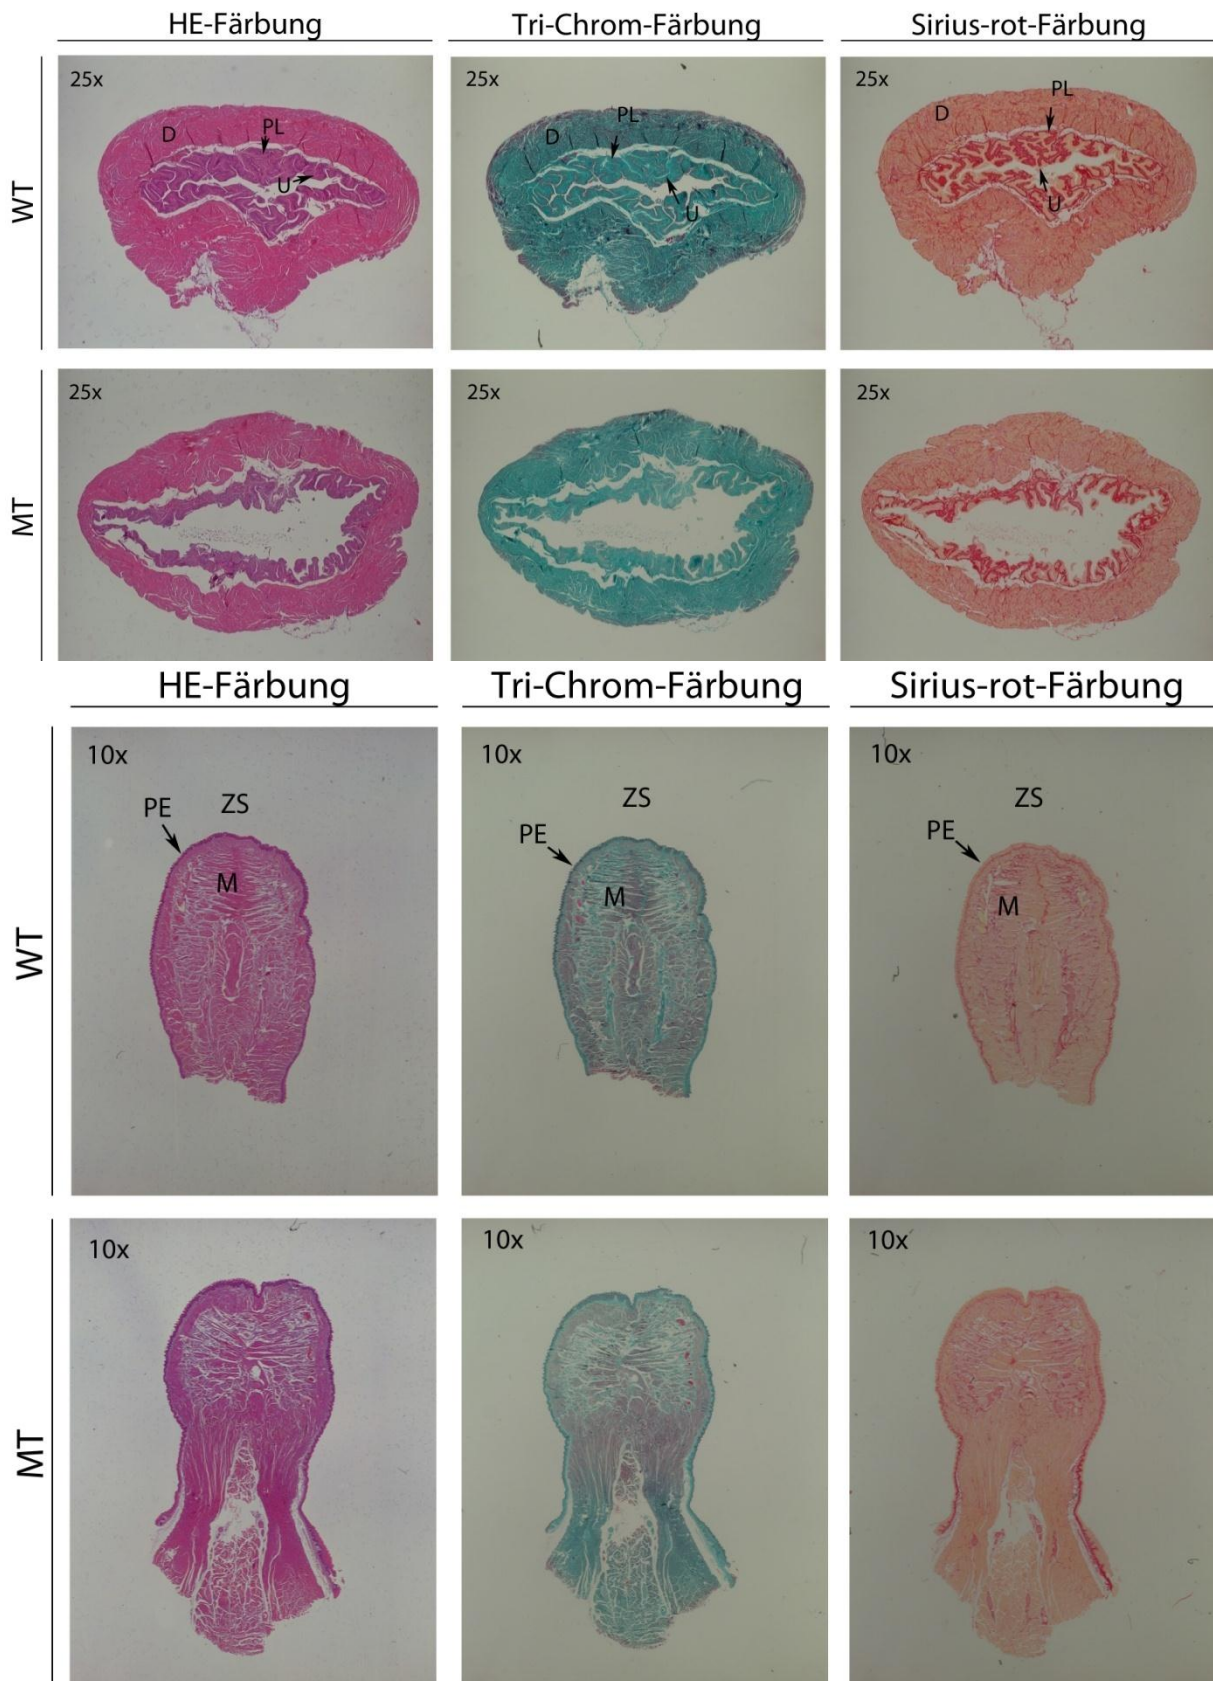 HE-Färbung Tri-Chrom-Färbung Sirius-rot-Färbung
WT
25x 25x 25x
D PL U
D PL U
D PL U
MT
25x 25x 25x
HE-Färbung Tri-Chrom-Färbung Sirius-rot-Färbung
WT
10x 10x 10x
ZS PE M
ZS PE M
ZS PE M
MT
10x 10x 10x